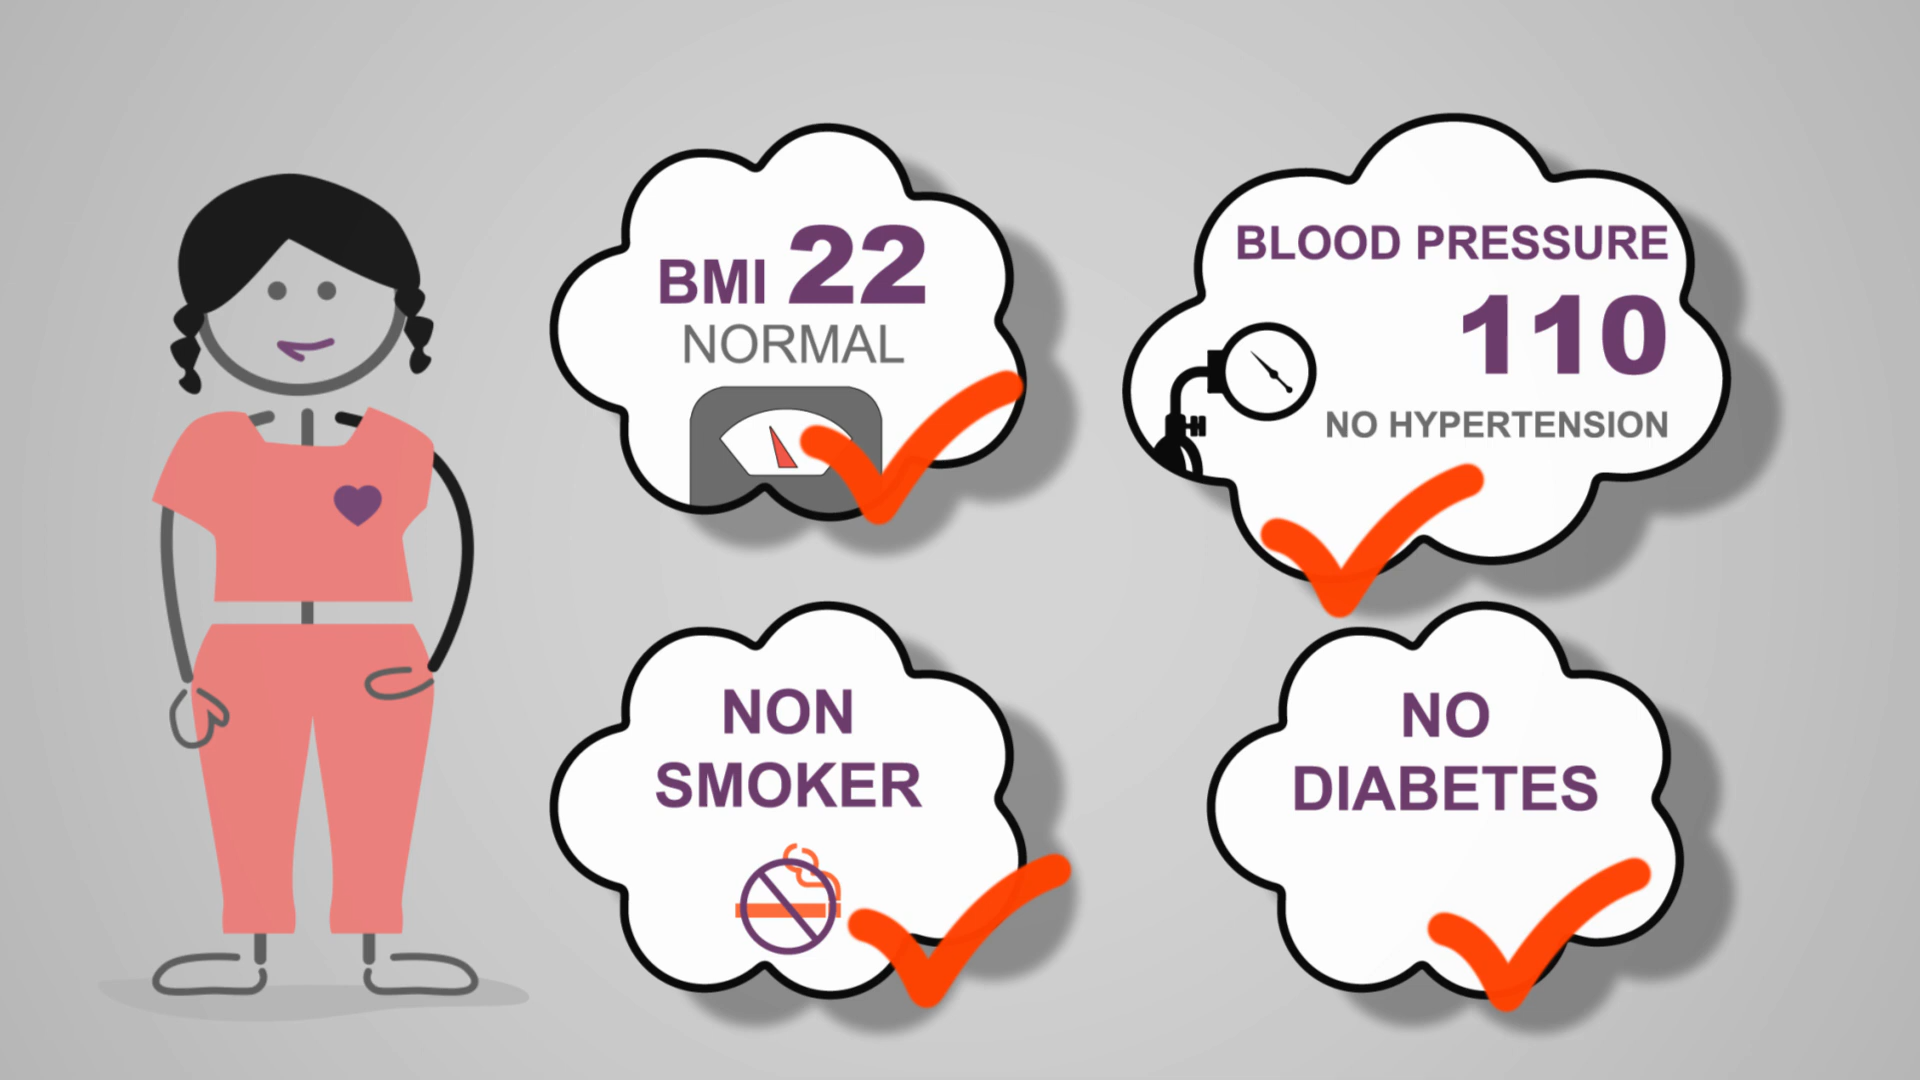 BMI 22
NORMAL
BLOOD PRESSURE
110
NO HYPERTENSION
NON
SMOKER
NO
DIABETES